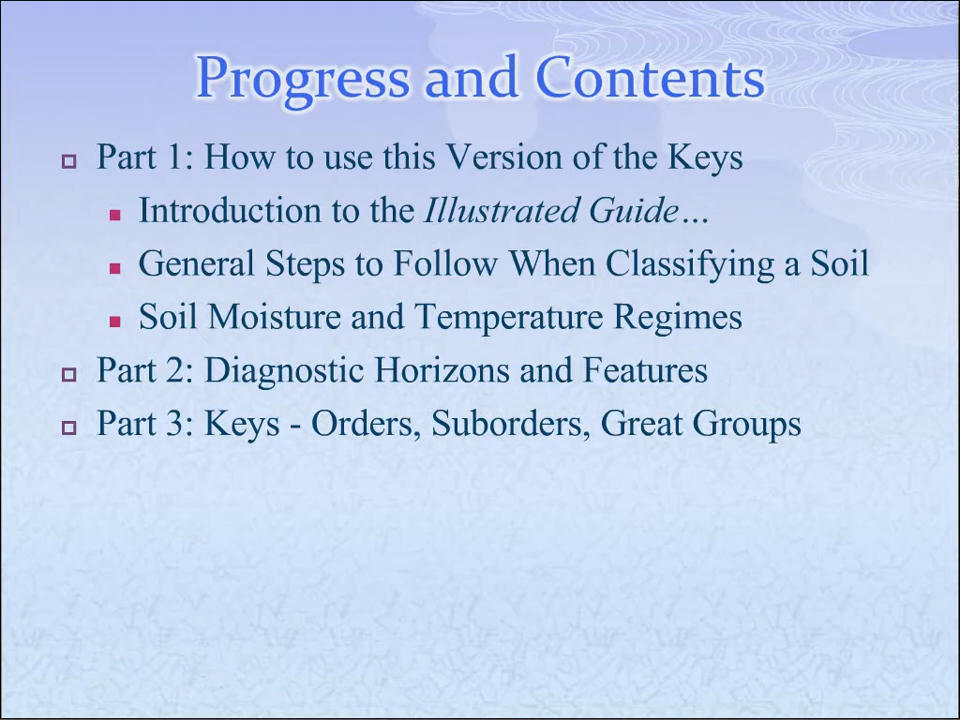 Progress and Contents
Part 1: How to use this Version of the Keys
Introduction to the Illustrated Guide…
General Steps to Follow When Classifying a Soil
Soil Moisture and Temperature Regimes
Part 2: Diagnostic Horizons and Features
Part 3: Keys - Orders, Suborders, Great Groups